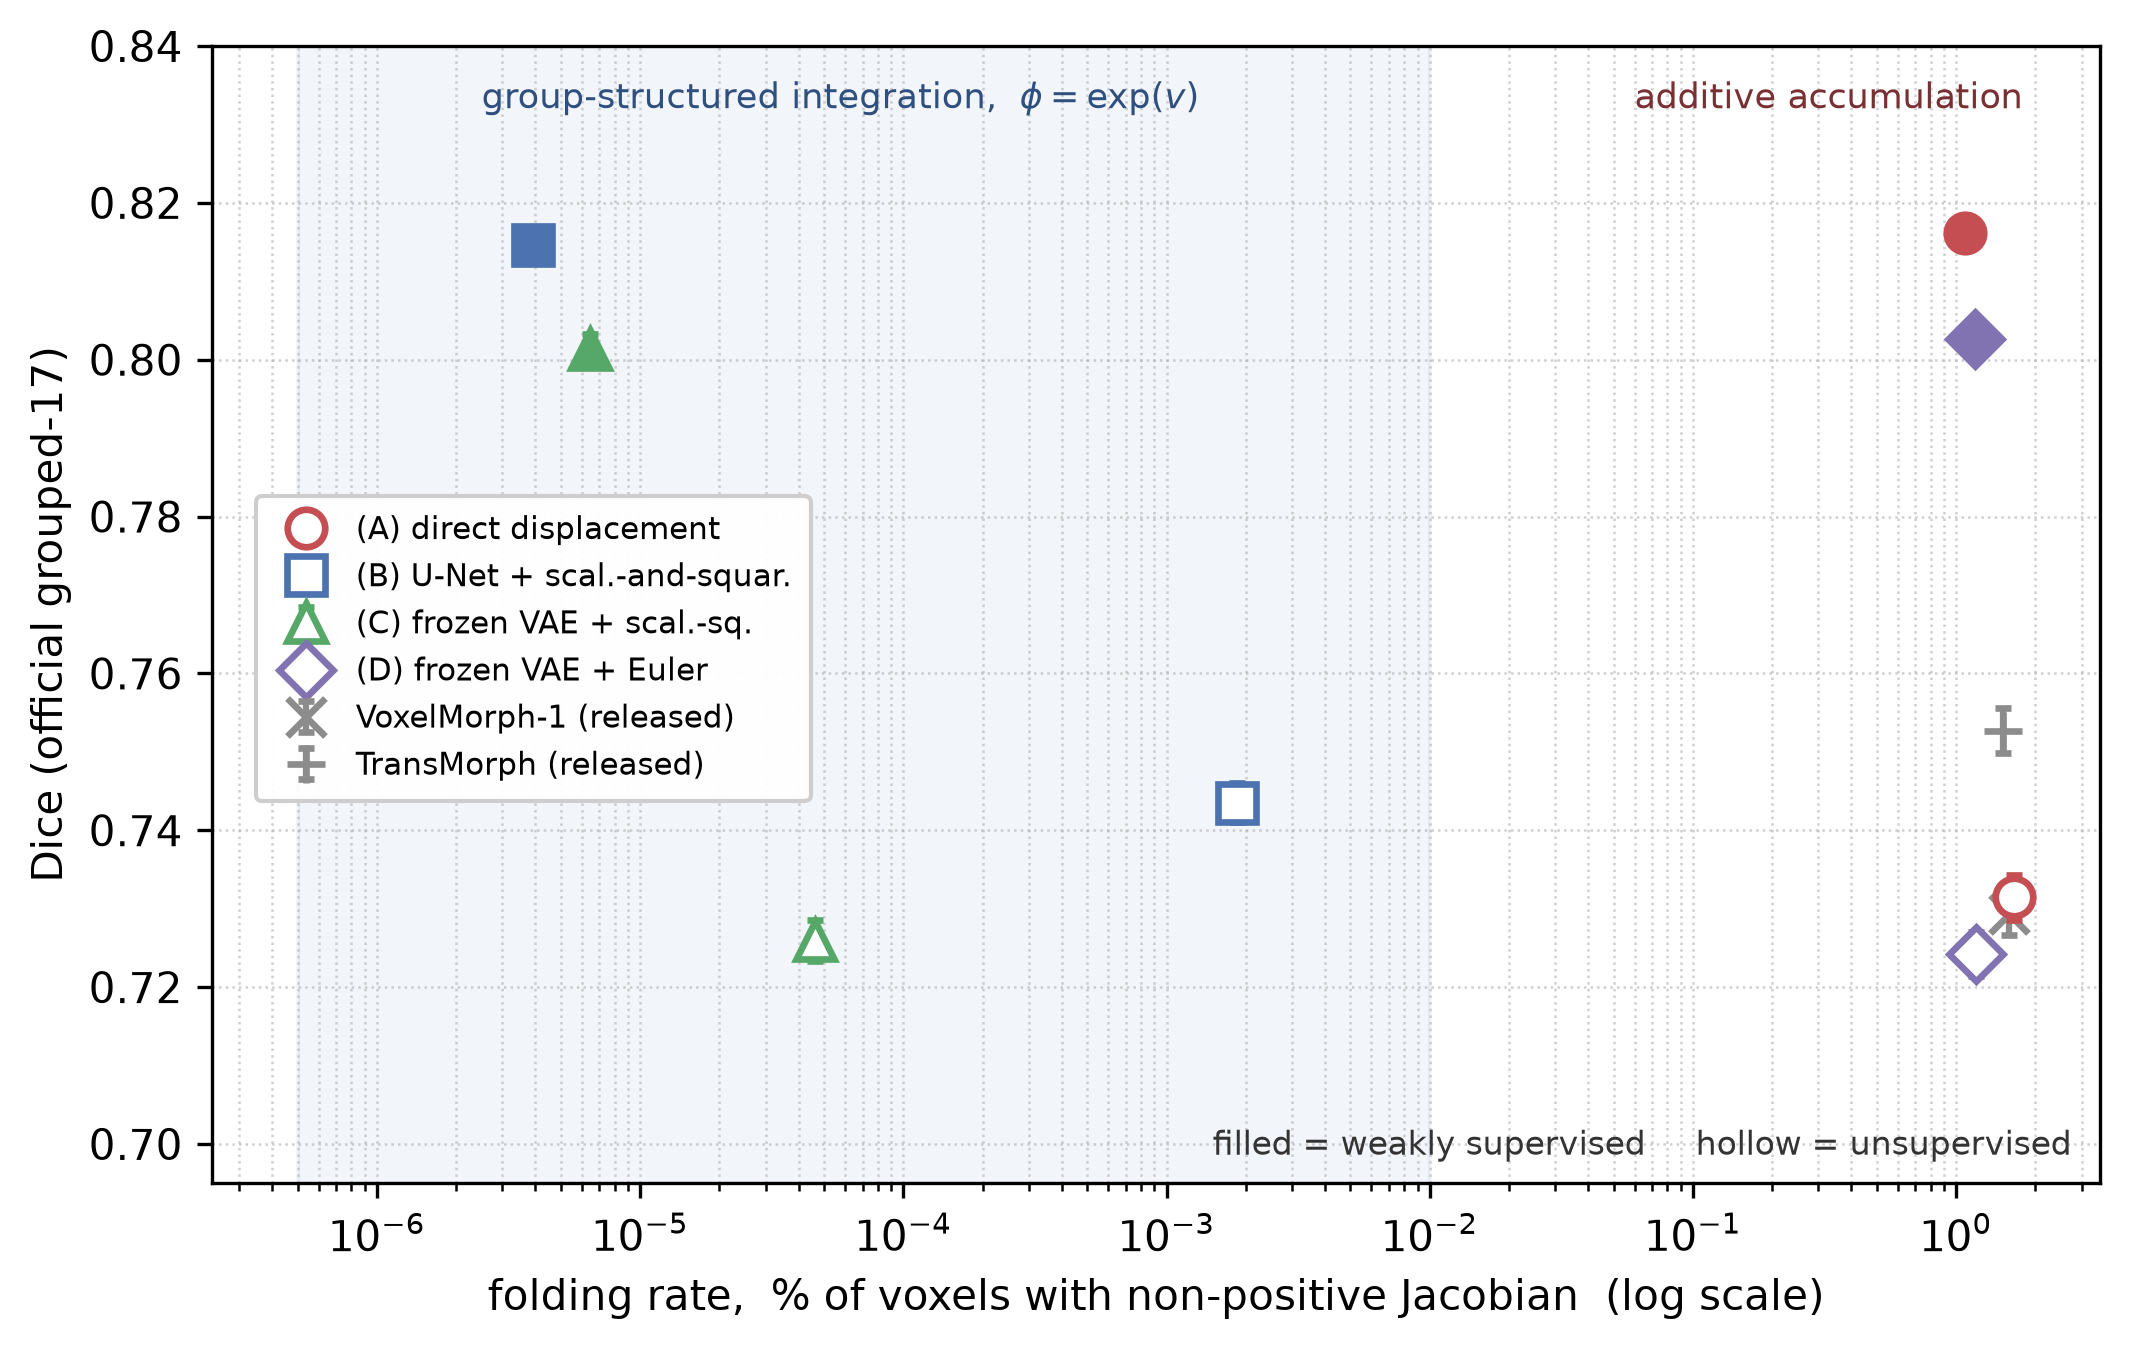 group-structured integration, ϕ = exp(v)
additive accumulation
0.84
0.82
0.80
0.78
0.76
0.74
0.72
0.70
Dice (official grouped-17)
(A) direct displacement
(B) U-Net + scal.-and-squar.
(C) frozen VAE + scal.-sq.
(D) frozen VAE + Euler
VoxelMorph-1 (released)
TransMorph (released)
filled = weakly supervised hollow = unsupervised
10⁻⁶ 10⁻⁵ 10⁻⁴ 10⁻³ 10⁻² 10⁻¹ 10⁰
folding rate, % of voxels with non-positive Jacobian (log scale)